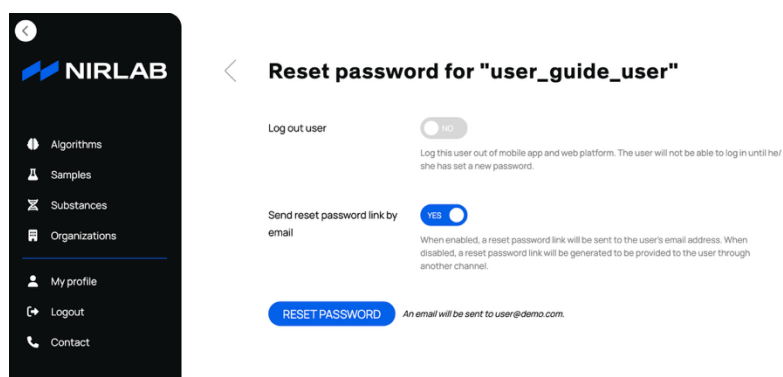 NIRLAB
Algorithms
Samples
Substances
Organizations
My profile
Logout
Contact
Reset password for "user_guide_user"
Log out user
NO
Log this user out of mobile app and web platform. The user will not be able to log in until he/
she has set a new password.
Send reset password link by
email
YES
When enabled, a reset password link will be sent to the user's email address. When
disabled, a reset password link will be generated to be provided to the user through
another channel.
RESET PASSWORD An email will be sent to user@demo.com.